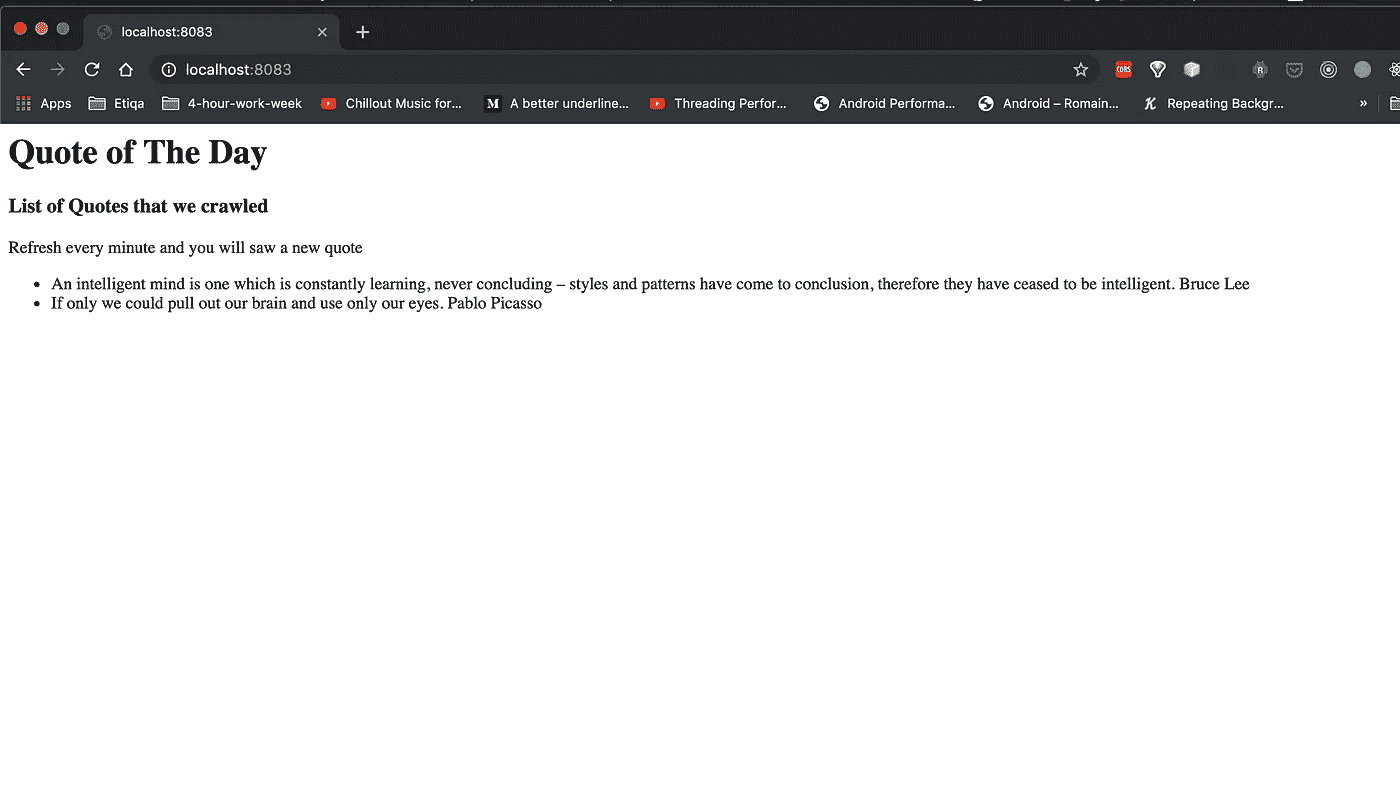 localhost:8083
localhost:8083
CORS
R
Apps Etiqa 4-hour-work-week Chillout Music for... M A better underline... Threading Perfor... Android Performa... Android – Romain... K Repeating Backgr... »
Quote of The Day
List of Quotes that we crawled
Refresh every minute and you will saw a new quote
• An intelligent mind is one which is constantly learning, never concluding – styles and patterns have come to conclusion, therefore they have ceased to be intelligent. Bruce Lee
• If only we could pull out our brain and use only our eyes. Pablo Picasso